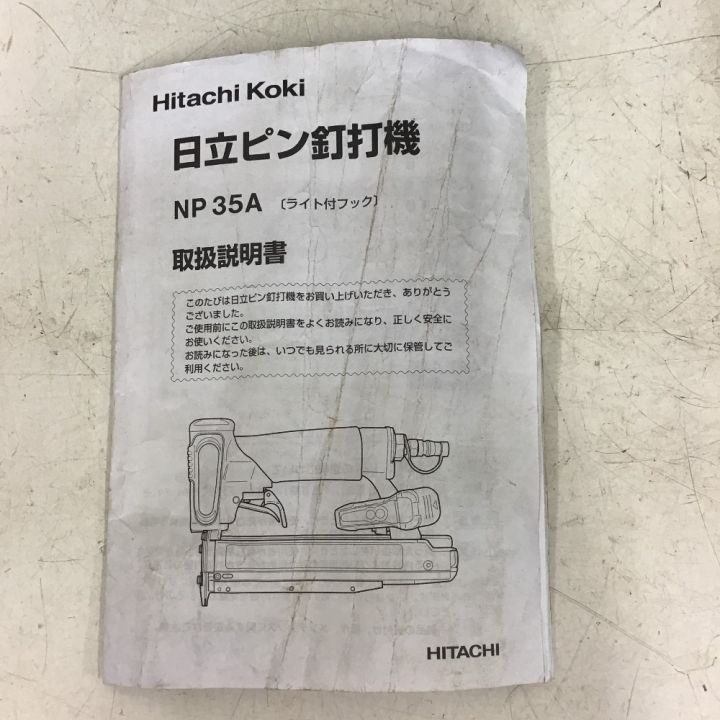 Hitachi Koki
日立ピン釘打機
NP 35A 〔ライト付フック〕
取扱説明書
このたびは日立ピン釘打機をお買い上げいただき、ありがとう
ございました。
ご使用前にこの取扱説明書をよくお読みになり、正しく安全に
お使いください。
お読みになった後は、いつでも見られる所に大切に保管してご
利用ください。
HITACHI